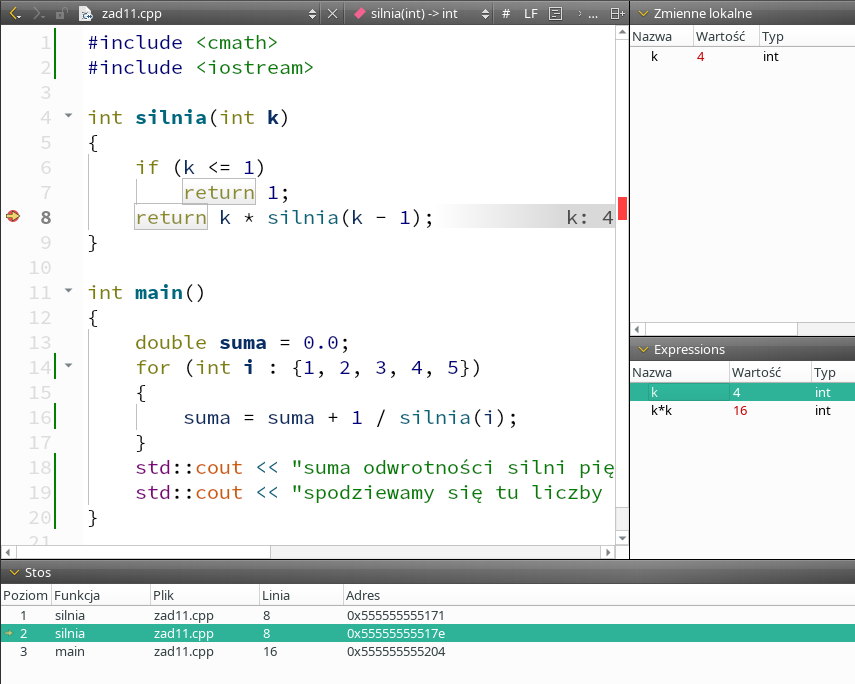 zad11.cpp silnia(int) -> int # LF ...
1 #include <cmath>
2 #include <iostream>
3
4 int silnia(int k)
5 {
6 if (k <= 1)
7 return 1;
8 return k * silnia(k - 1); k: 4
9 }
10
11 int main()
12 {
13 double suma = 0.0;
14 for (int i : {1, 2, 3, 4, 5})
15 {
16 suma = suma + 1 / silnia(i);
17 }
18 std::cout << "suma odwrotności silni pię
19 std::cout << "spodziewamy się tu liczby
20 }
21
Zmienne lokalne
Nazwa Wartość Typ
k 4 int
Expressions
Nazwa Wartość Typ
k 4 int
k*k 16 int
Stos
Poziom Funkcja Plik Linia Adres
1 silnia zad11.cpp 8 0x555555555171
2 silnia zad11.cpp 8 0x55555555517e
3 main zad11.cpp 16 0x555555555204